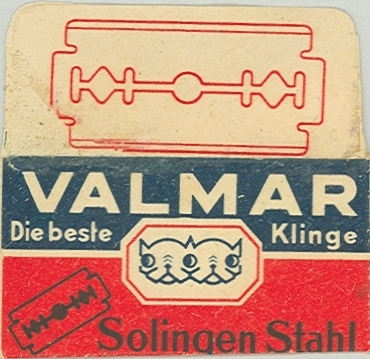 VALMAR
Die beste Klinge
Solingen Stahl